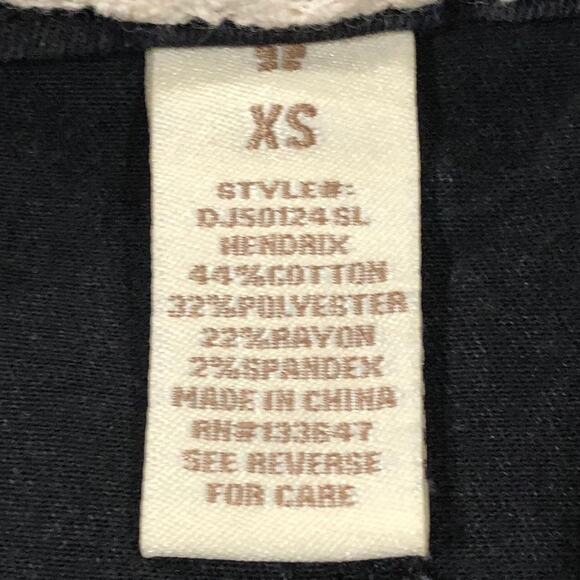 XS
STYLE#:
DJ50124SL
HENDRIX
44%COTTON
32%POLYESTER
22%RAYON
2%SPANDEX
MADE IN CHINA
RN#133647
SEE REVERSE
FOR CARE